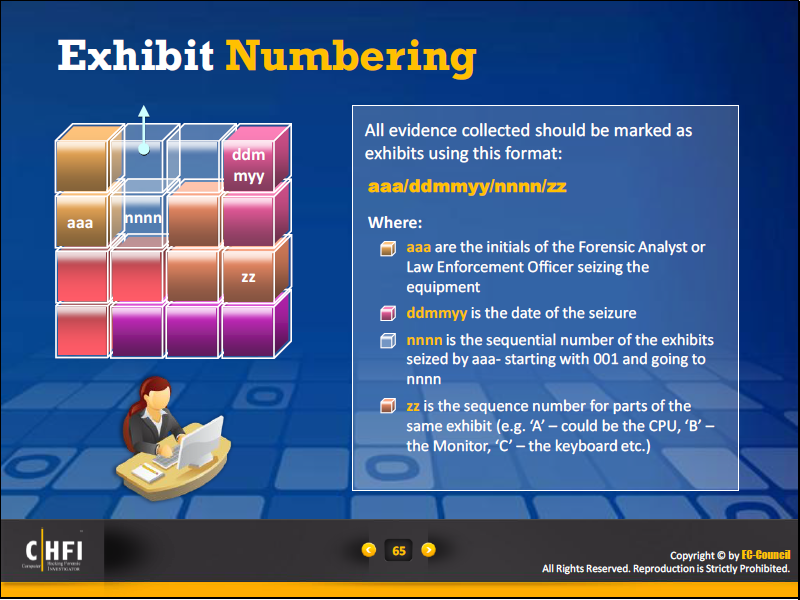 Exhibit Numbering
ddm
myy
aaa
nnnn
zz
All evidence collected should be marked as
exhibits using this format:
aaa/ddmmyy/nnnn/zz
Where:
aaa are the initials of the Forensic Analyst or
Law Enforcement Officer seizing the
equipment
ddmmyy is the date of the seizure
nnnn is the sequential number of the exhibits
seized by aaa- starting with 001 and going to
nnnn
zz is the sequence number for parts of the
same exhibit (e.g. ‘A’ – could be the CPU, ‘B’ –
the Monitor, ‘C’ – the keyboard etc.)
CHFI
Computer Hacking Forensic
INVESTIGATOR
65
Copyright © by EC-Council
All Rights Reserved. Reproduction is Strictly Prohibited.